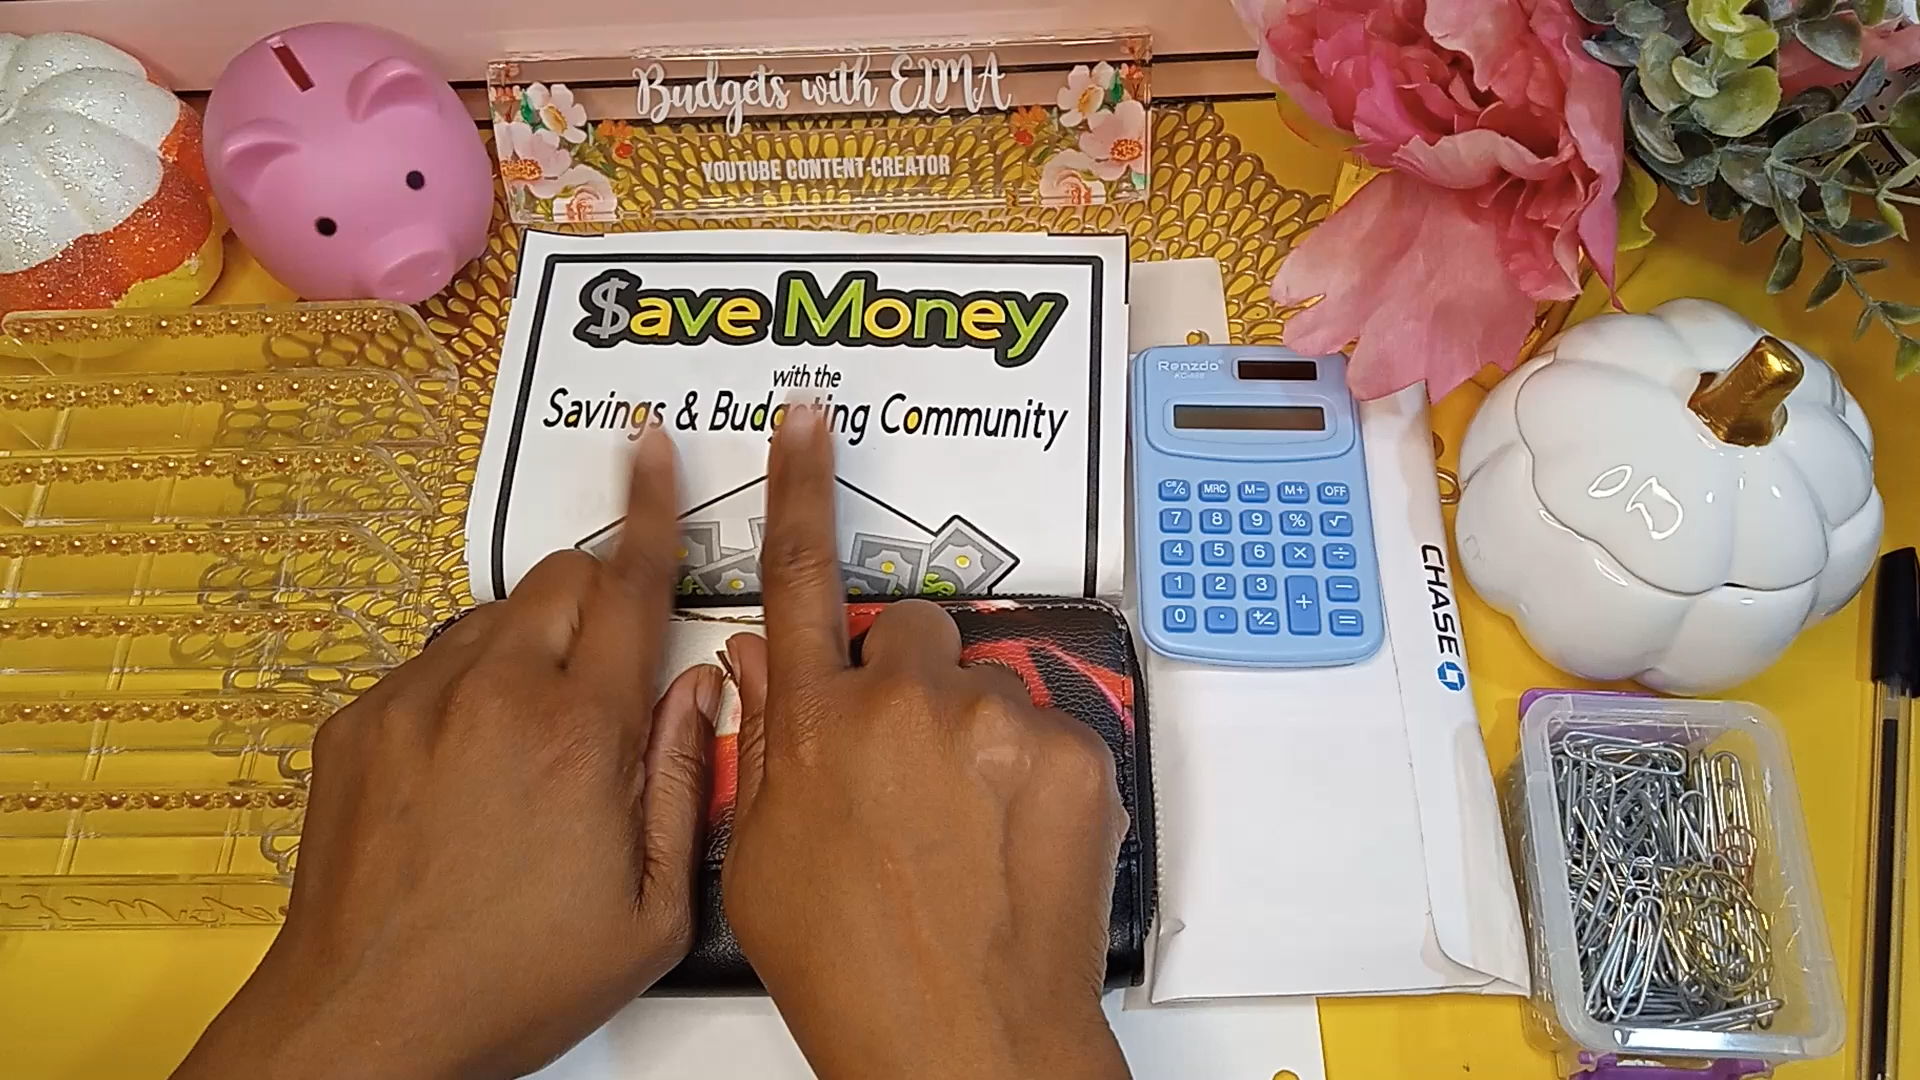 Budgets with ELMA
YOUTUBE CONTENT CREATOR
$ave Money
with the
Savings & Budgeting Community
Renzdo
CHASE
CE/C MRC M− M+ OFF
7 8 9 % √
4 5 6 × ÷
1 2 3 + −
0 . +/− =